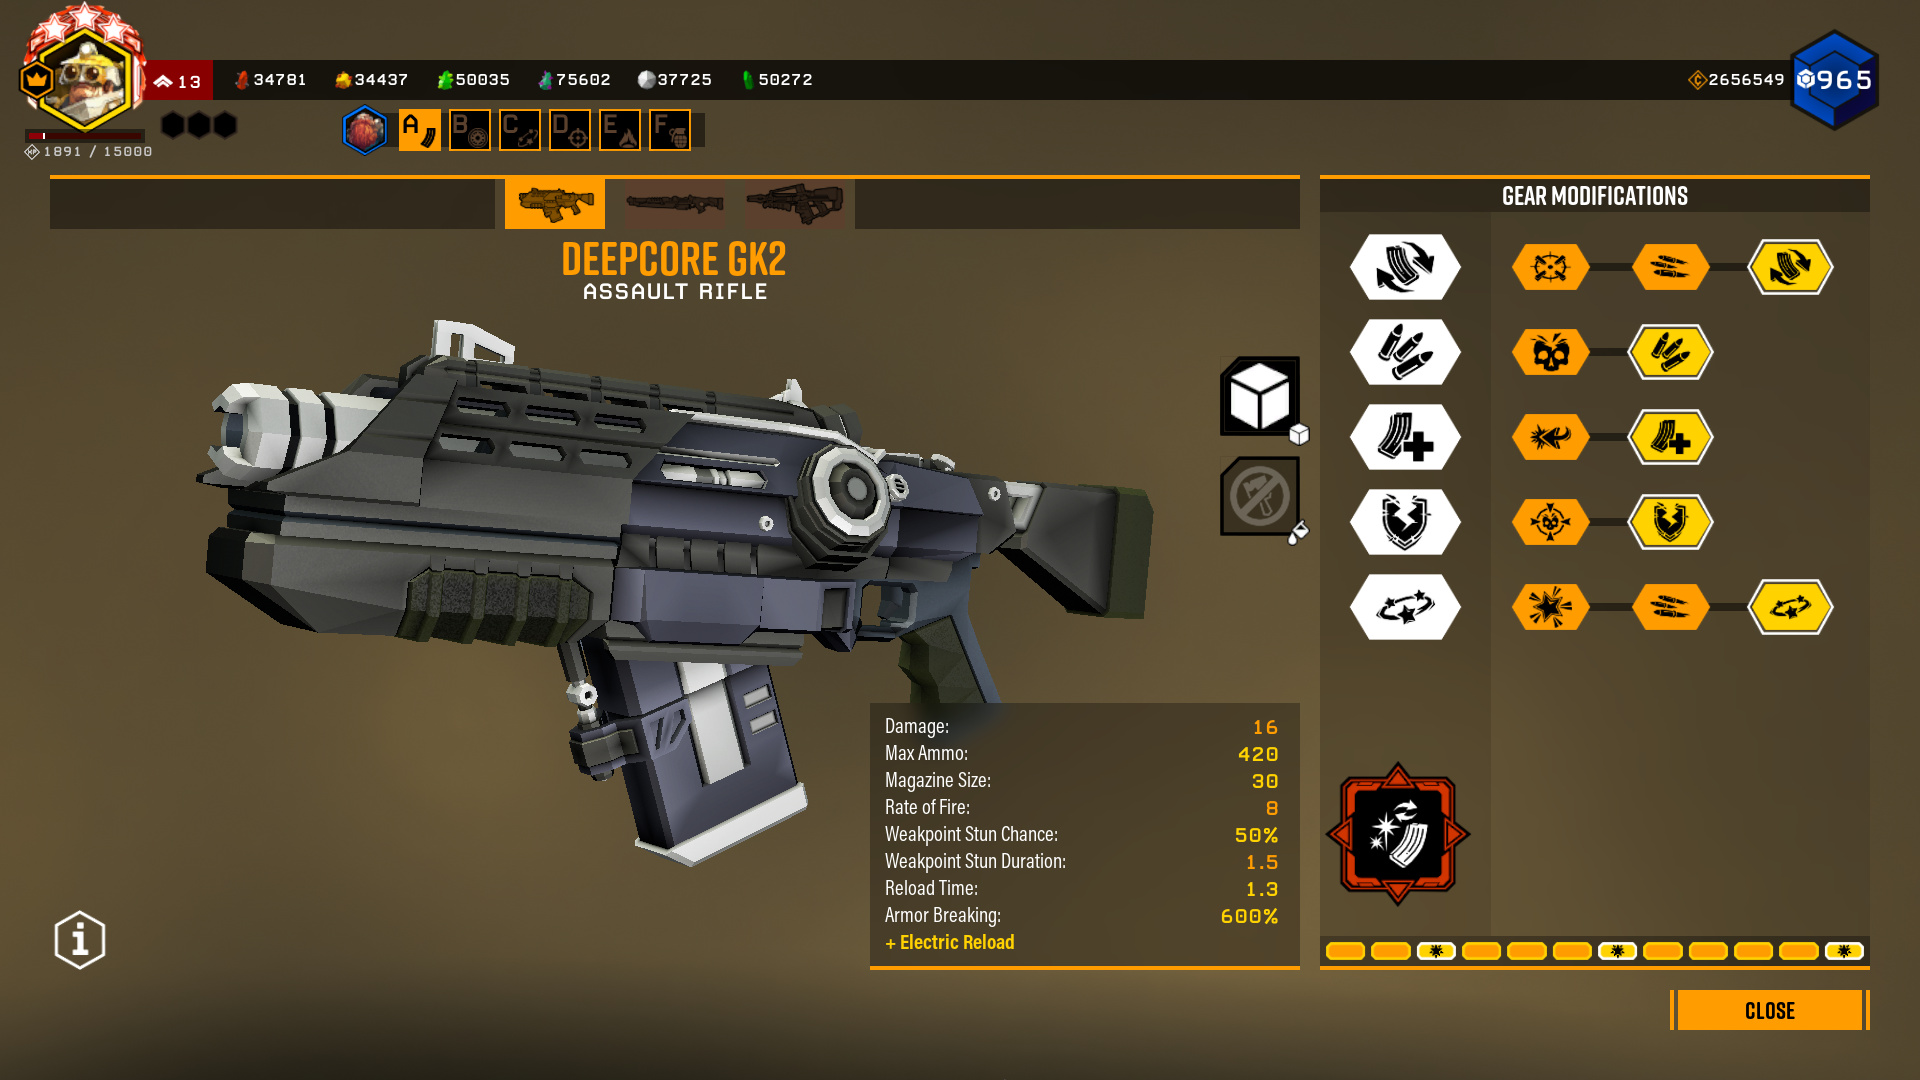 13
34781
34437
50035
75602
37725
50272
2656549
965
1891 / 15000
A
B
C
D
E
F
GEAR MODIFICATIONS
DEEPCORE GK2
ASSAULT RIFLE
Damage: 16
Max Ammo: 420
Magazine Size: 30
Rate of Fire: 8
Weakpoint Stun Chance: 50%
Weakpoint Stun Duration: 1.5
Reload Time: 1.3
Armor Breaking: 600%
+ Electric Reload
CLOSE